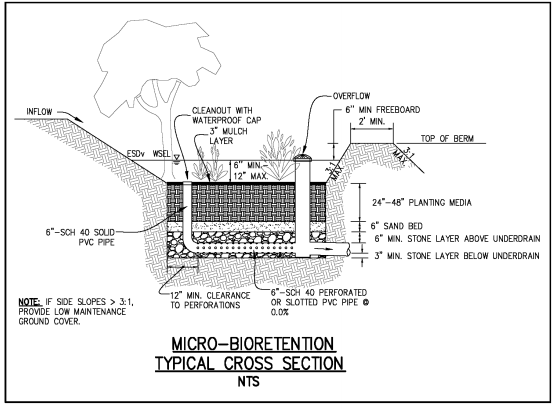 OVERFLOW
CLEANOUT WITH
WATERPROOF CAP
6" MIN FREEBOARD
INFLOW
3" MULCH
LAYER
2' MIN.
TOP OF BERM
ESDv WSEL
6" MIN.–
12" MAX.
3:1
MAX
3:1
MAX
24"-48" PLANTING MEDIA
6"-SCH 40 SOLID
PVC PIPE
6" SAND BED
6" MIN. STONE LAYER ABOVE UNDERDRAIN
3" MIN. STONE LAYER BELOW UNDERDRAIN
12" MIN. CLEARANCE
TO PERFORATIONS
6"-SCH 40 PERFORATED
OR SLOTTED PVC PIPE @
0.0%
NOTE: IF SIDE SLOPES > 3:1,
PROVIDE LOW MAINTENANCE
GROUND COVER.
MICRO-BIORETENTION
TYPICAL CROSS SECTION
NTS